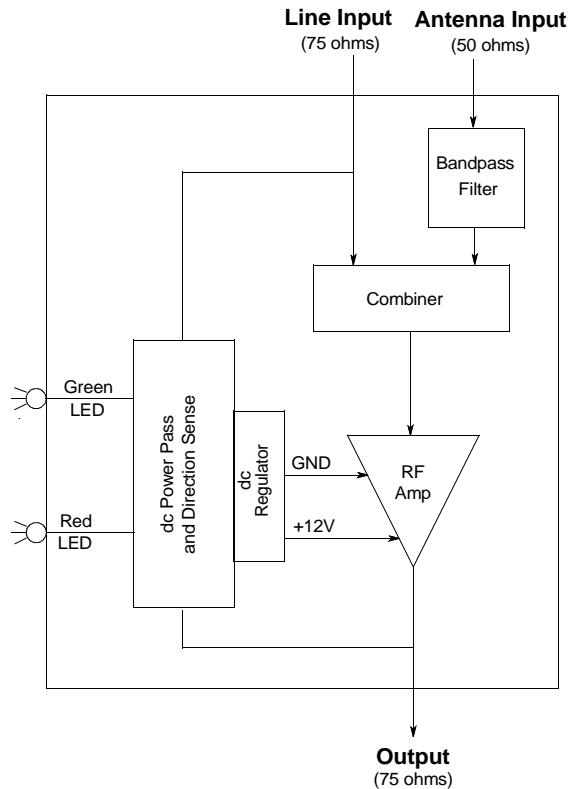 Line Input
(75 ohms)
Antenna Input
(50 ohms)
Bandpass
Filter
Combiner
Green
LED
Red
LED
dc Power Pass
and Direction Sense
dc
Regulator
GND
+12V
RF
Amp
Output
(75 ohms)